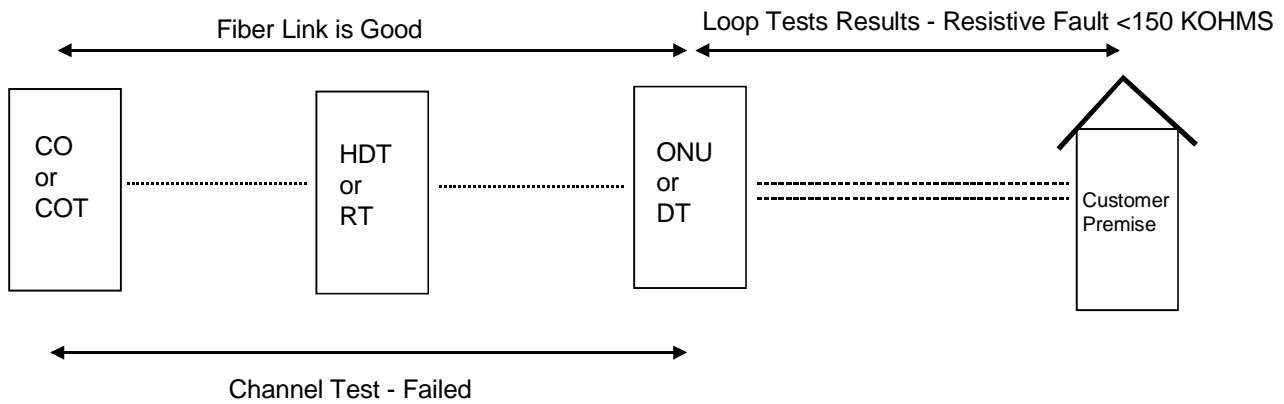 Fiber Link is Good
Loop Tests Results - Resistive Fault <150 KOHMS
CO
or
COT
HDT
or
RT
ONU
or
DT
Customer
Premise
Channel Test - Failed